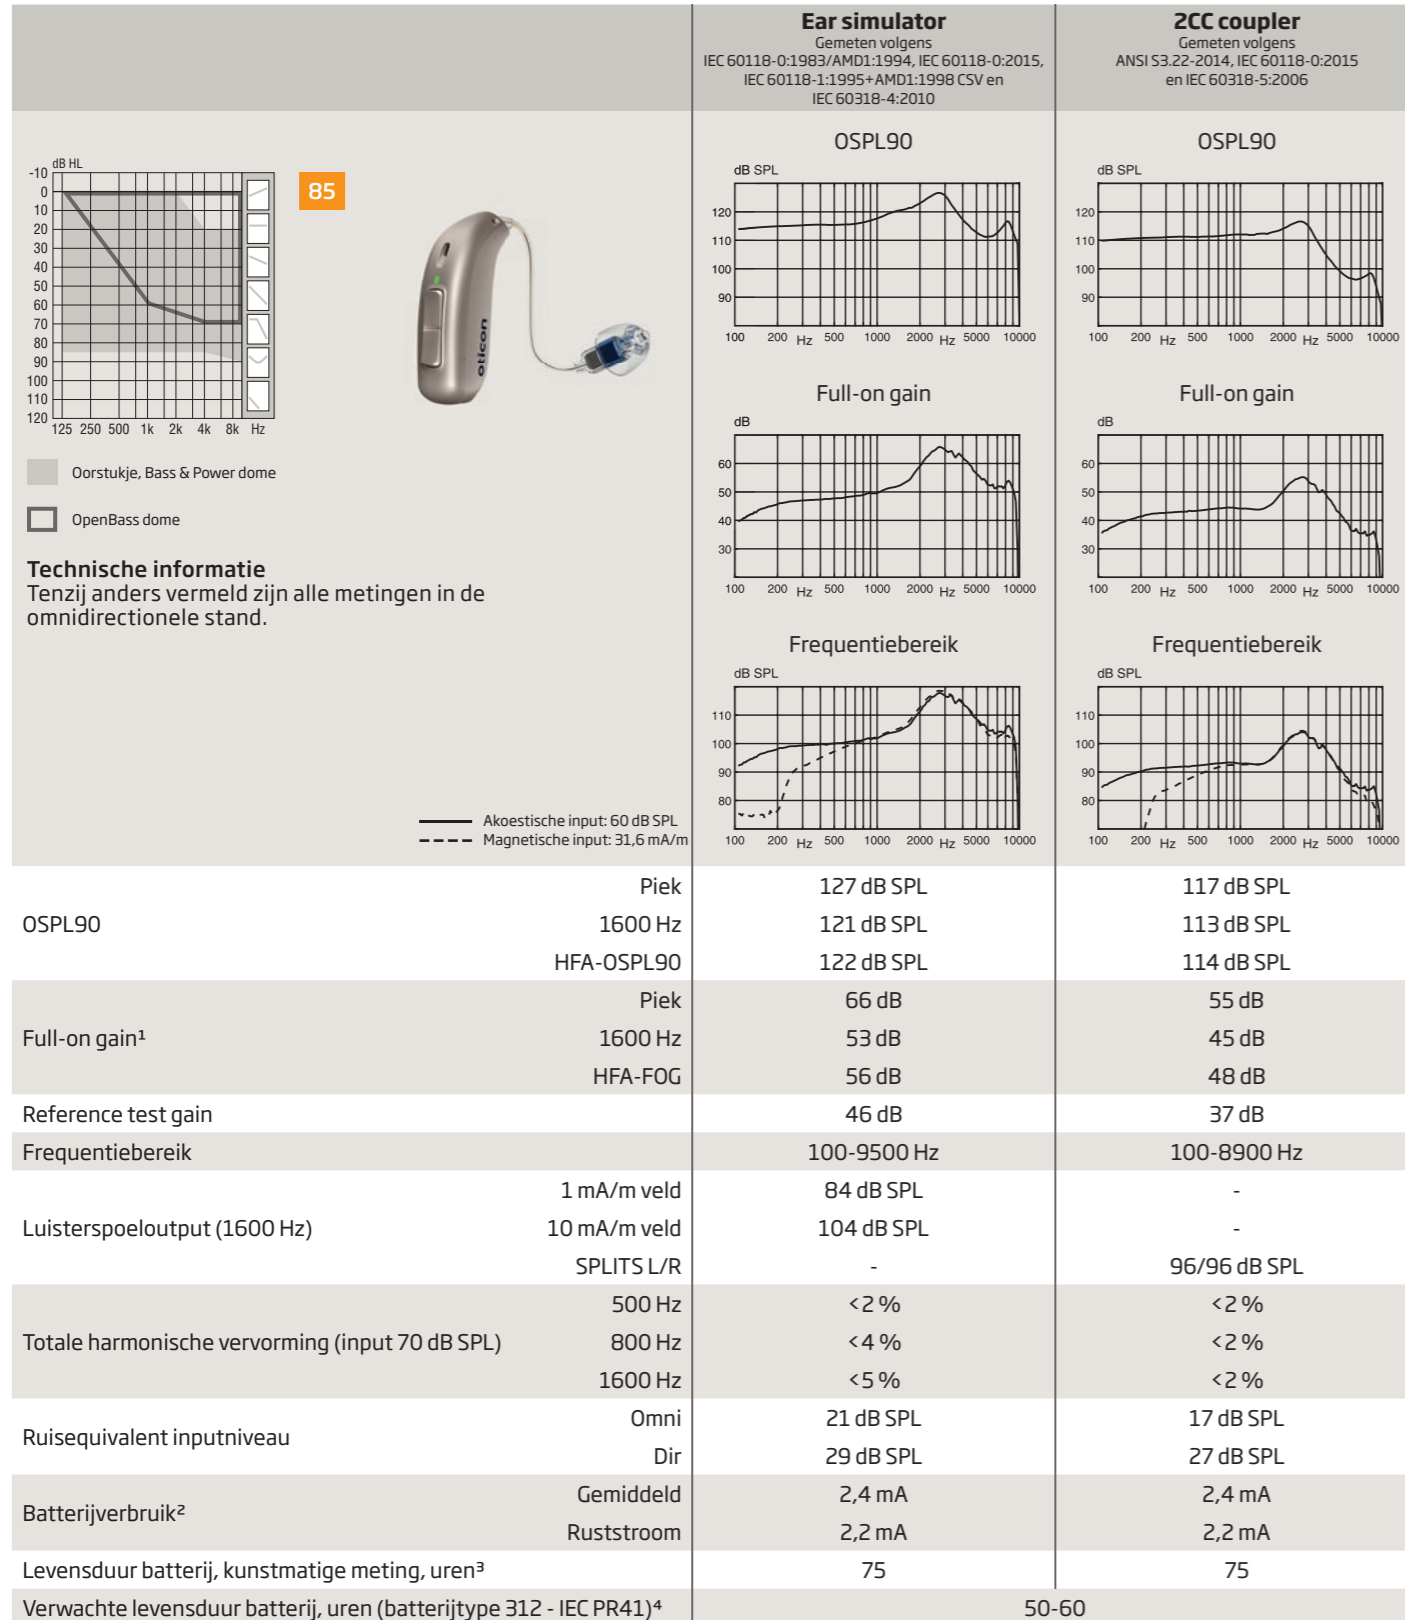 Ear simulator
Gemeten volgens
IEC 60118-0:1983/AMD1:1994, IEC 60118-0:2015,
IEC 60118-1:1995+AMD1:1998 CSV en
IEC 60318-4:2010
2CC coupler
Gemeten volgens
ANSI S3.22-2014, IEC 60118-0:2015
en IEC 60318-5:2006
dB HL
-10
0
10
20
30
40
50
60
70
80
90
100
110
120
125 250 500 1k 2k 4k 8k Hz
85
oticon
Oorstukje, Bass & Power dome
OpenBass dome
Technische informatie
Tenzij anders vermeld zijn alle metingen in de
omnidirectionele stand.
Akoestische input: 60 dB SPL
Magnetische input: 31,6 mA/m
OSPL90
dB SPL
120
110
100
90
100 200 Hz 500 1000 2000 Hz 5000 10000
OSPL90
dB SPL
120
110
100
90
100 200 Hz 500 1000 2000 Hz 5000 10000
Full-on gain
dB
60
50
40
30
100 200 Hz 500 1000 2000 Hz 5000 10000
Full-on gain
dB
60
50
40
30
100 200 Hz 500 1000 2000 Hz 5000 10000
Frequentiebereik
dB SPL
110
100
90
80
100 200 Hz 500 1000 2000 Hz 5000 10000
Frequentiebereik
dB SPL
110
100
90
80
100 200 Hz 500 1000 2000 Hz 5000 10000
OSPL90
Piek 127 dB SPL 117 dB SPL
1600 Hz 121 dB SPL 113 dB SPL
HFA-OSPL90 122 dB SPL 114 dB SPL
Full-on gain¹
Piek 66 dB 55 dB
1600 Hz 53 dB 45 dB
HFA-FOG 56 dB 48 dB
Reference test gain 46 dB 37 dB
Frequentiebereik 100-9500 Hz 100-8900 Hz
Luisterspoeloutput (1600 Hz)
1 mA/m veld 84 dB SPL -
10 mA/m veld 104 dB SPL -
SPLITS L/R - 96/96 dB SPL
Totale harmonische vervorming (input 70 dB SPL)
500 Hz <2 % <2 %
800 Hz <4 % <2 %
1600 Hz <5 % <2 %
Ruisequivalent inputniveau
Omni 21 dB SPL 17 dB SPL
Dir 29 dB SPL 27 dB SPL
Batterijverbruik²
Gemiddeld 2,4 mA 2,4 mA
Ruststroom 2,2 mA 2,2 mA
Levensduur batterij, kunstmatige meting, uren³ 75 75
Verwachte levensduur batterij, uren (batterijtype 312 - IEC PR41)⁴ 50-60